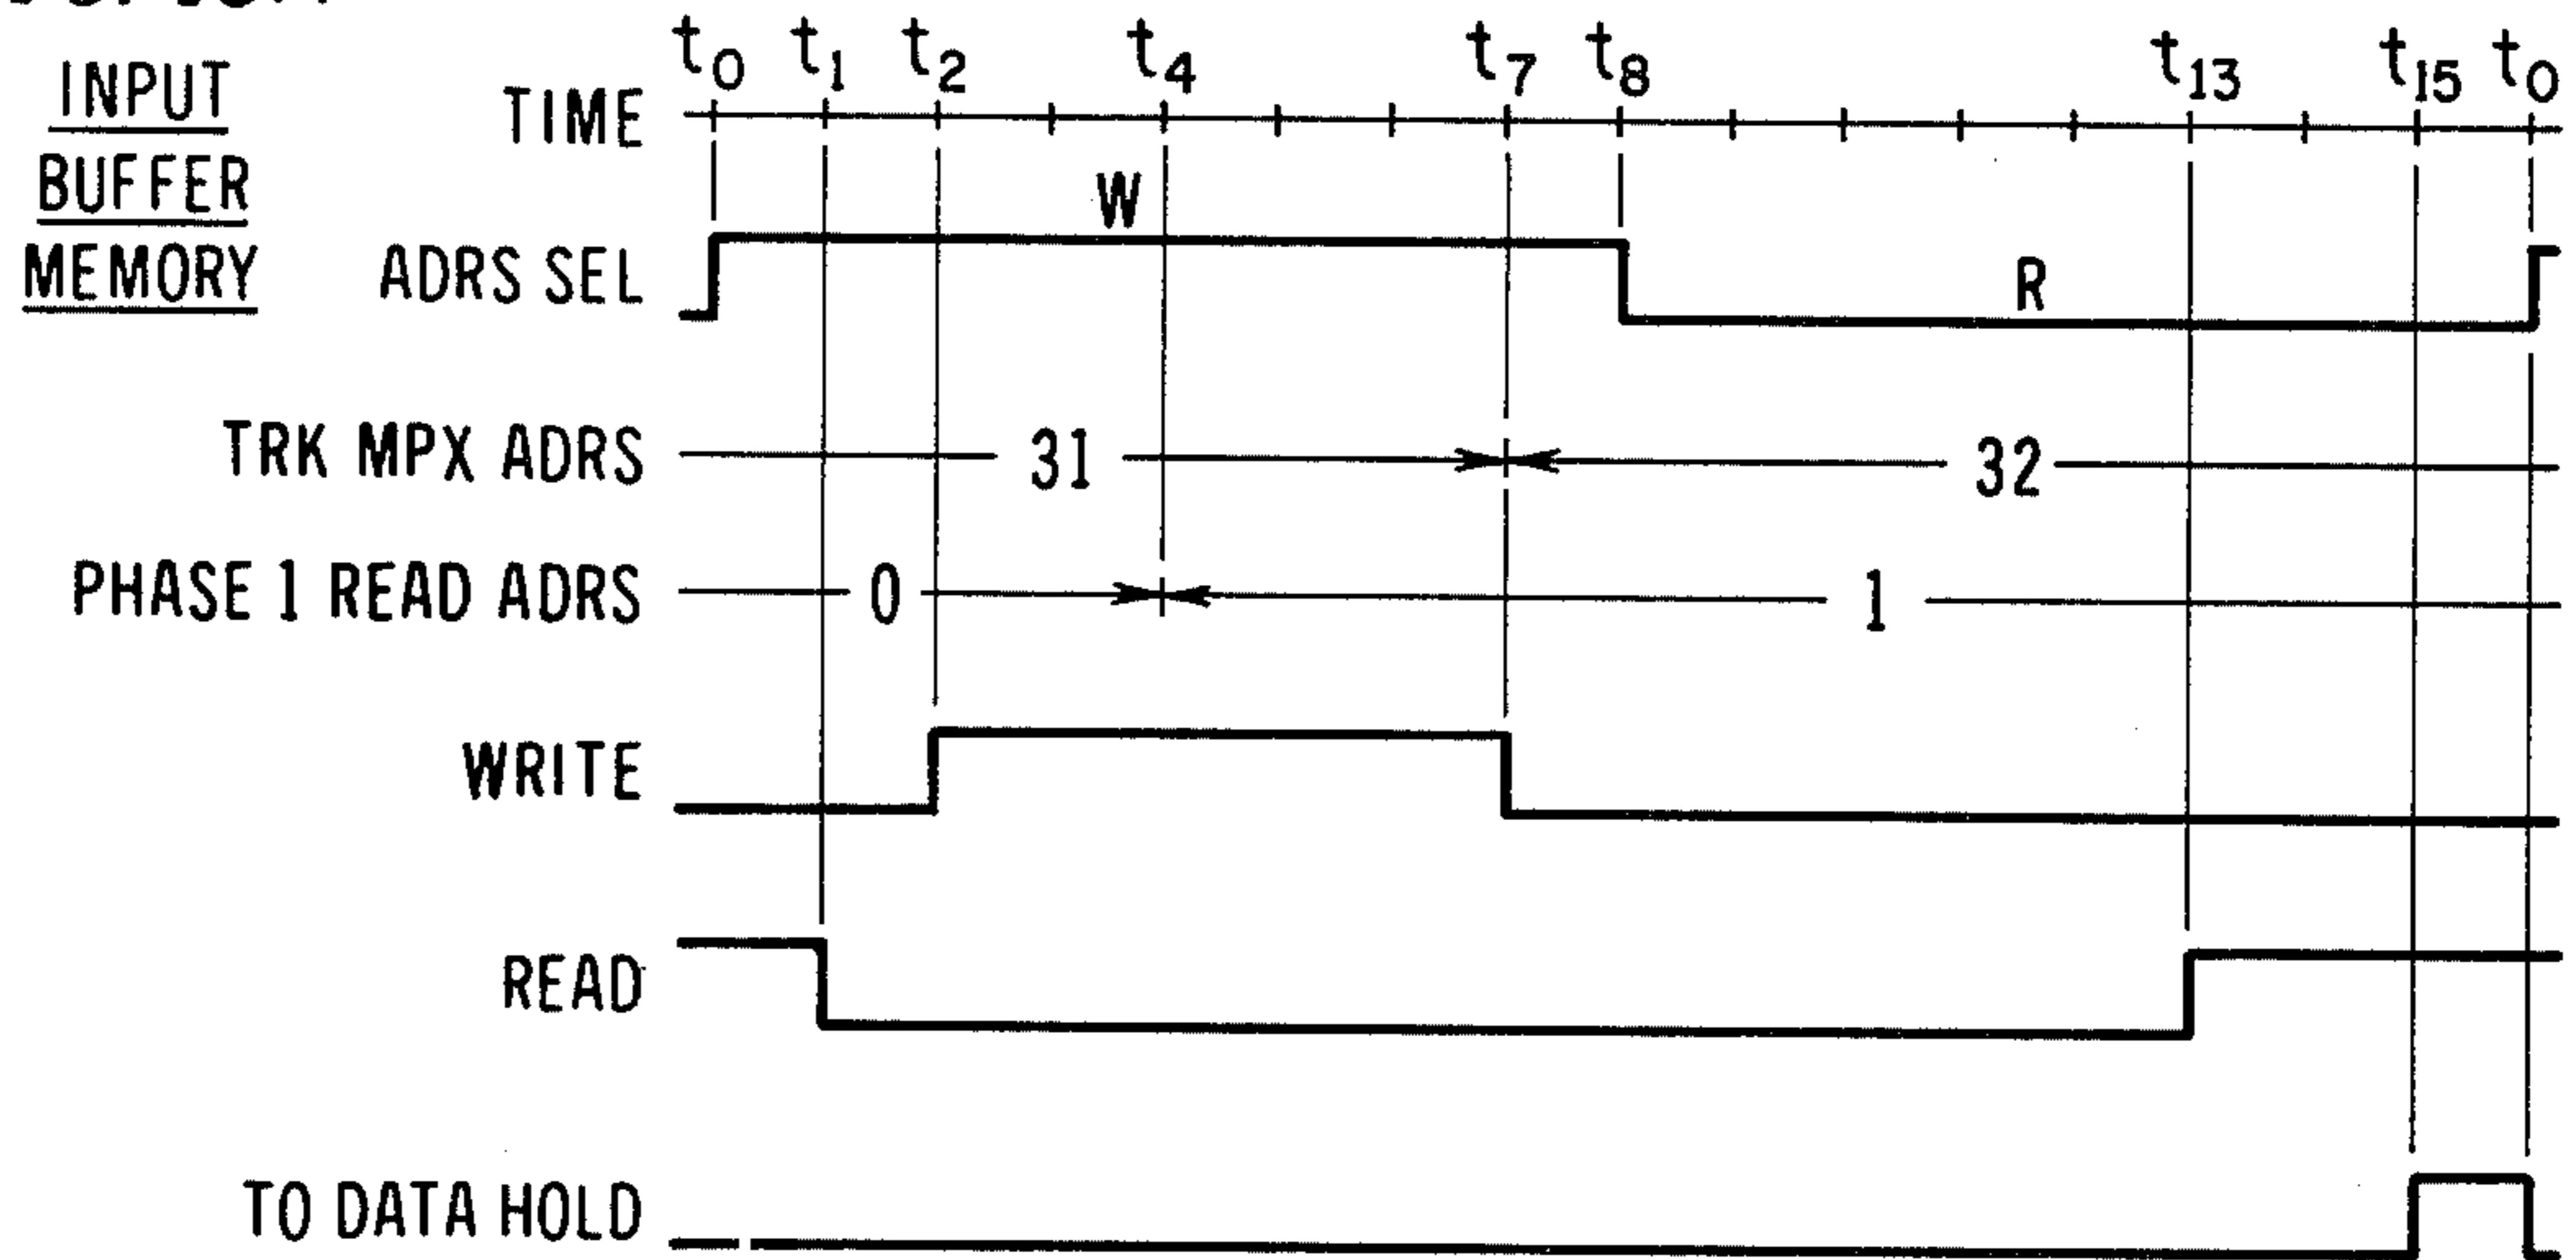 t0 t1 t2 t4 t7 t8 t13 t15 t0
INPUT
BUFFER
MEMORY
TIME
W
ADRS SEL
R
TRK MPX ADRS 31 32
PHASE 1 READ ADRS 0 1
WRITE
READ
TO DATA HOLD